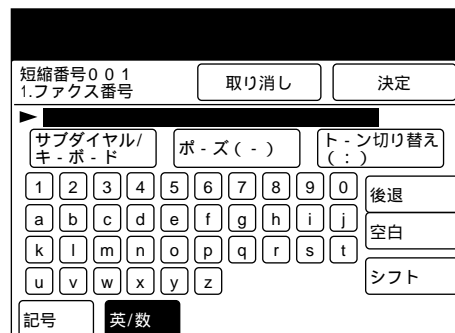 短縮番号001
1.ファクス番号
取り消し
決定
サブダイヤル/
キ-ボ-ド
ポ-ズ(-)
ト-ン切り替え
(:)
1 2 3 4 5 6 7 8 9 0
後退
a b c d e f g h i j
空白
k l m n o p q r s t
u v w x y z
シフト
記号
英/数